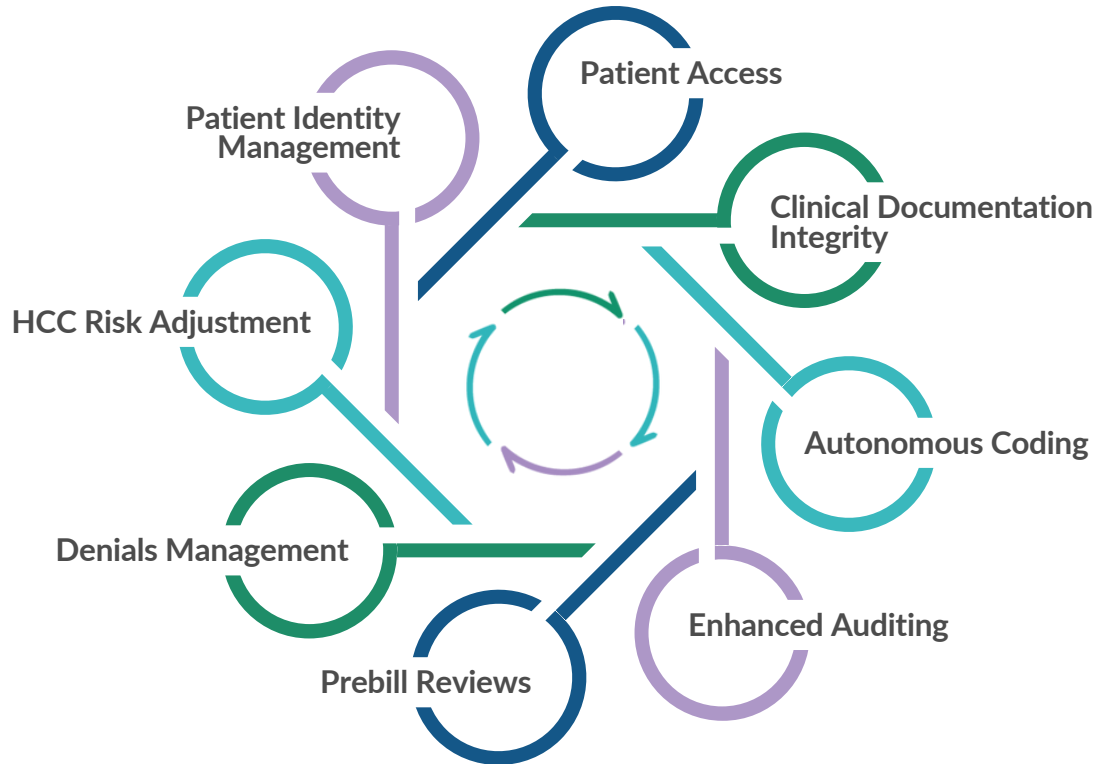 Patient Access
Patient Identity
Management
Clinical Documentation
Integrity
HCC Risk Adjustment
Autonomous Coding
Denials Management
Enhanced Auditing
Prebill Reviews